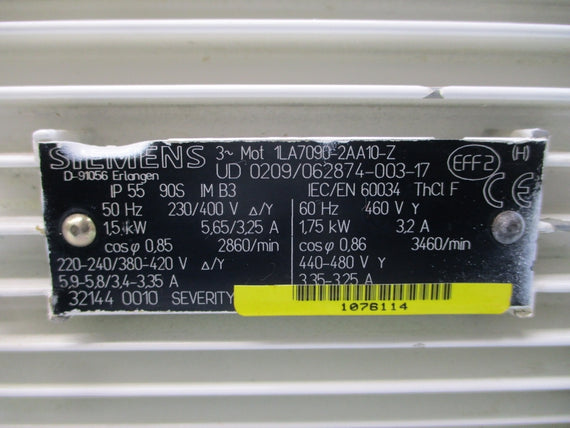 SIEMENS 3~ Mot 1LA7090-2AA10-Z
D-91056 Erlangen UD 0209/062874-003-17
EFF2 (H)
CE
IP 55 90S IM B3 IEC/EN 60034 ThCl F
50 Hz 230/400 V △/Y 60 Hz 460 V Y
1,5 kW 5,65/3,25 A 1,75 kW 3,2 A
cosφ 0,85 2860/min cosφ 0,86 3460/min
220-240/380-420 V △/Y 440-480 V Y
5,9-5,8/3,4-3,35 A 3,35-3,25 A
32144 0010 SEVERITY
1076114